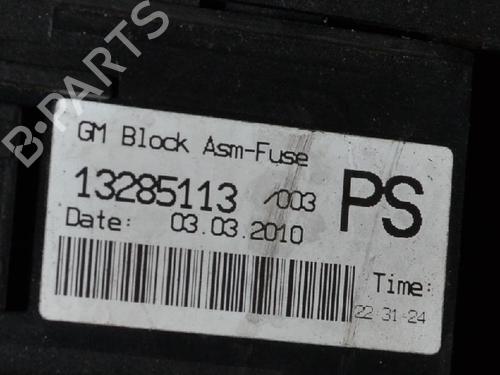 B-PARTS
GM Block Asm-Fuse
13285113 /003 PS
Date: 03.03.2010
Time:
22-31-24